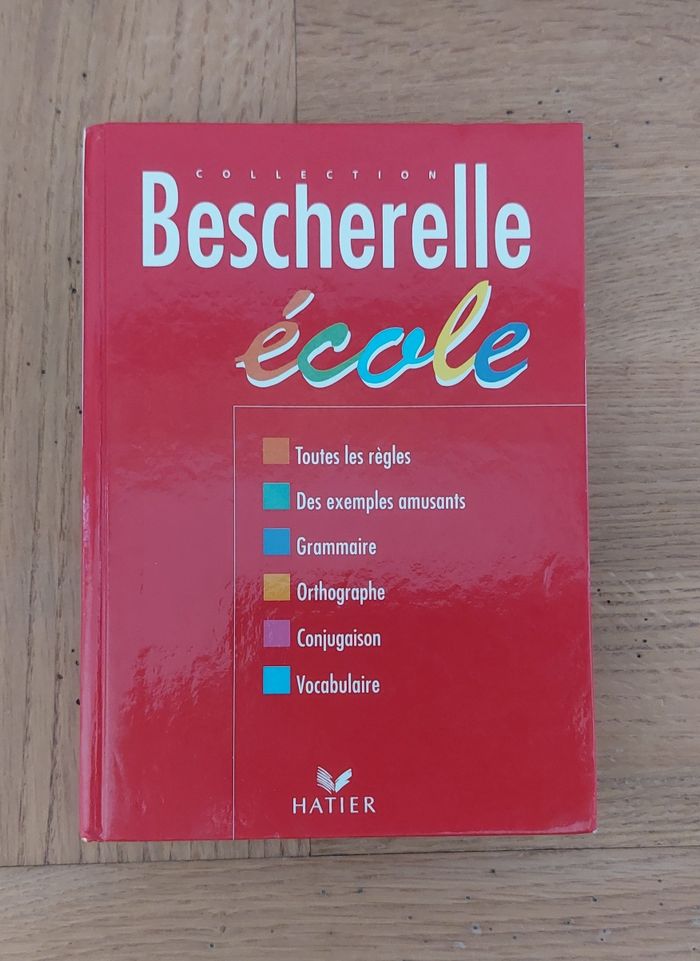 COLLECTION
Bescherelle
école
Toutes les règles
Des exemples amusants
Grammaire
Orthographe
Conjugaison
Vocabulaire
HATIER